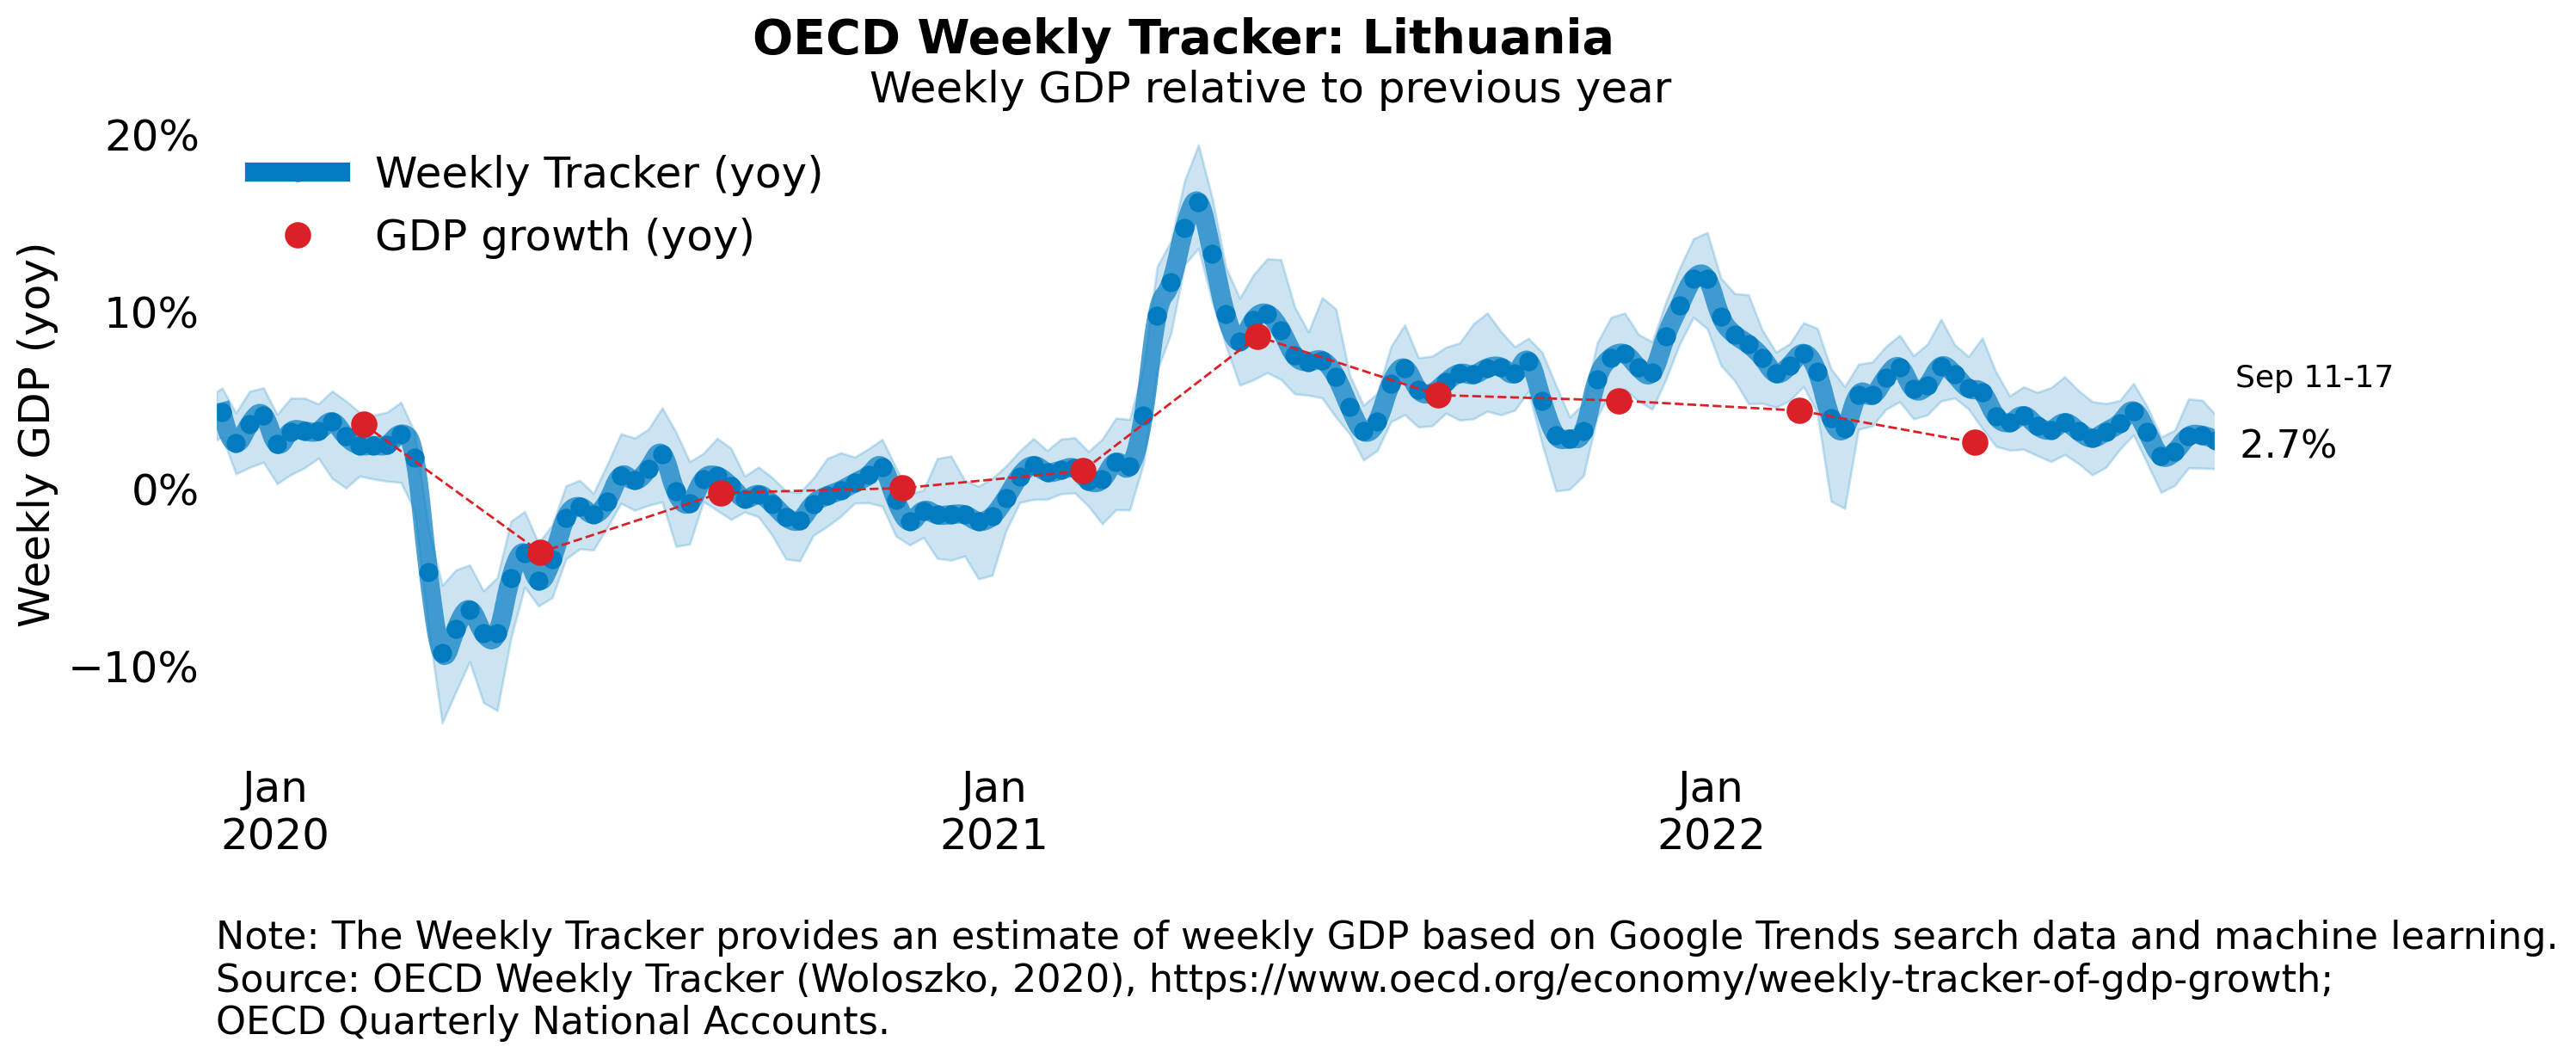 OECD Weekly Tracker: Lithuania
Weekly GDP relative to previous year
Weekly GDP (yoy)
20%
10%
0%
−10%
Weekly Tracker (yoy)
GDP growth (yoy)
Sep 11-17
2.7%
Jan
2020
Jan
2021
Jan
2022
Note: The Weekly Tracker provides an estimate of weekly GDP based on Google Trends search data and machine learning.
Source: OECD Weekly Tracker (Woloszko, 2020), https://www.oecd.org/economy/weekly-tracker-of-gdp-growth;
OECD Quarterly National Accounts.